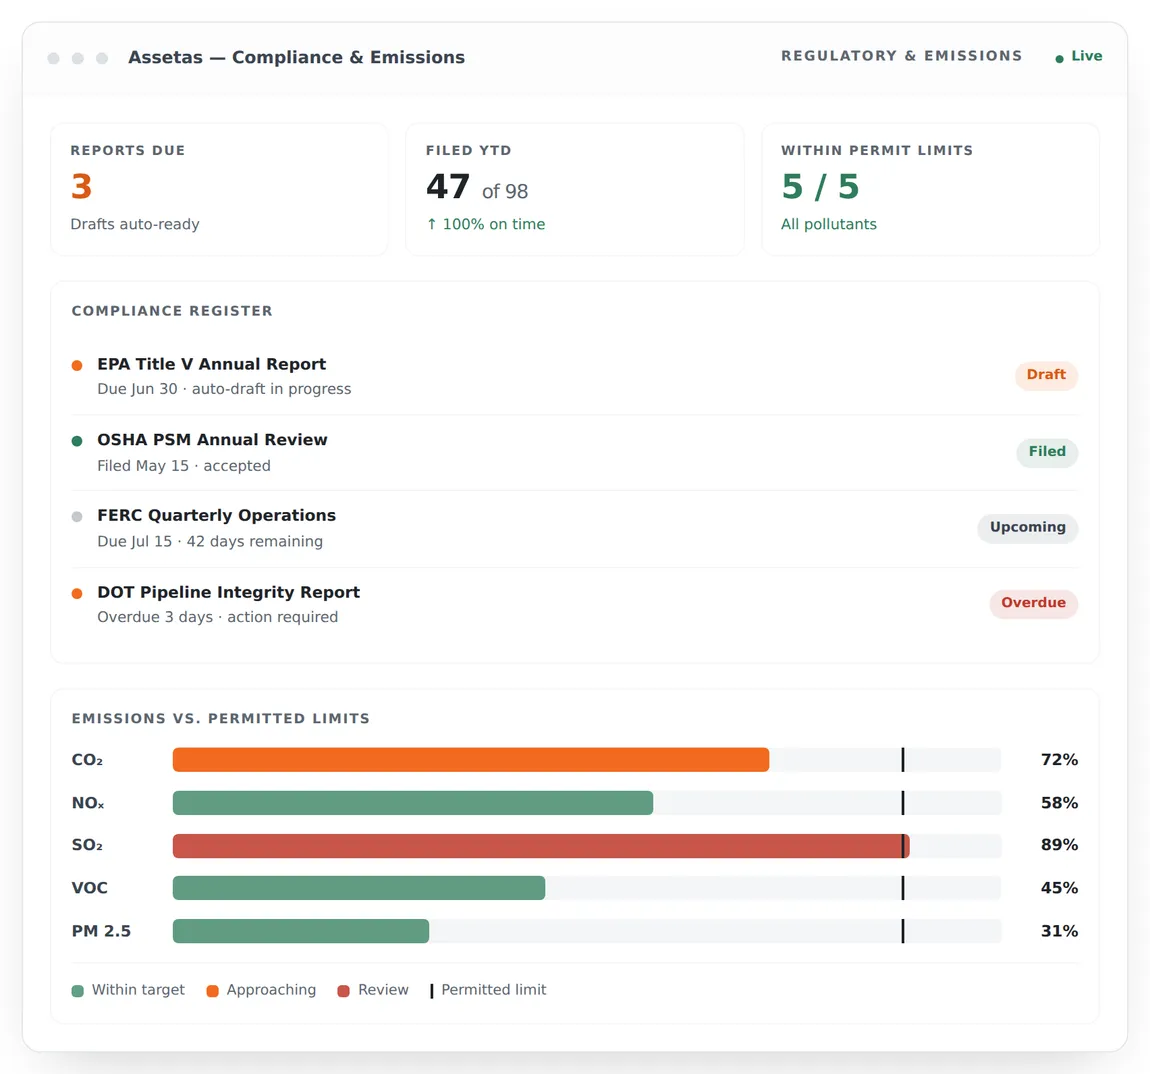 Assetas — Compliance & Emissions
REGULATORY & EMISSIONS
Live
REPORTS DUE
3
Drafts auto-ready
FILED YTD
47 of 98
↑ 100% on time
WITHIN PERMIT LIMITS
5 / 5
All pollutants
COMPLIANCE REGISTER
EPA Title V Annual Report
Due Jun 30 · auto-draft in progress
Draft
OSHA PSM Annual Review
Filed May 15 · accepted
Filed
FERC Quarterly Operations
Due Jul 15 · 42 days remaining
Upcoming
DOT Pipeline Integrity Report
Overdue 3 days · action required
Overdue
EMISSIONS VS. PERMITTED LIMITS
CO₂ 72%
NOₓ 58%
SO₂ 89%
VOC 45%
PM 2.5 31%
Within target Approaching Review Permitted limit